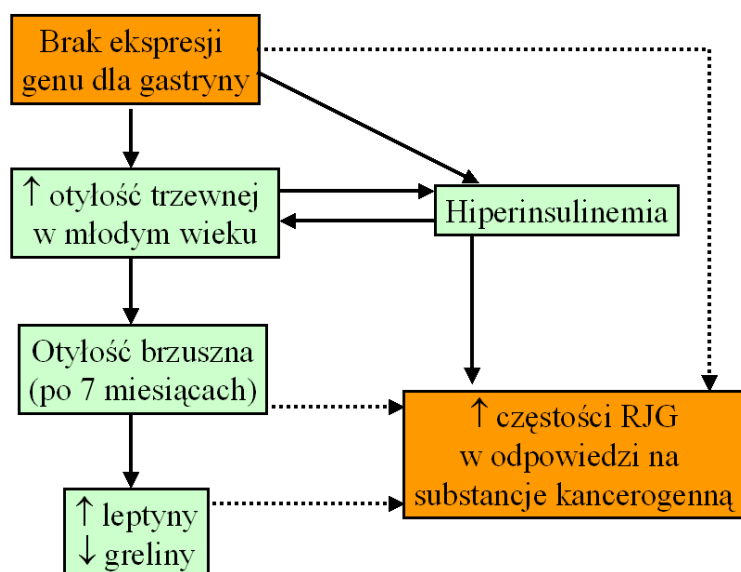 Brak ekspresji
genu dla gastryny
↑ otyłość trzewnej
w młodym wieku
Hiperinsulinemia
Otyłość brzuszna
(po 7 miesiącach)
↑ częstości RJG
w odpowiedzi na
substancje kancerogenną
↑ leptyny
↓ greliny